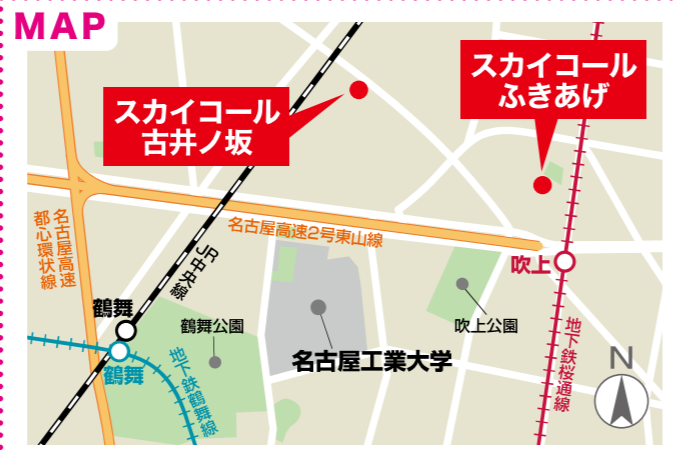 MAP
スカイコール
古井ノ坂
スカイコール
ふきあげ
名古屋高速
都心環状線
JR中央線
名古屋高速2号東山線
吹上
鶴舞
鶴舞公園
吹上公園
名古屋工業大学
鶴舞
地下鉄鶴舞線
地下鉄桜通線
N